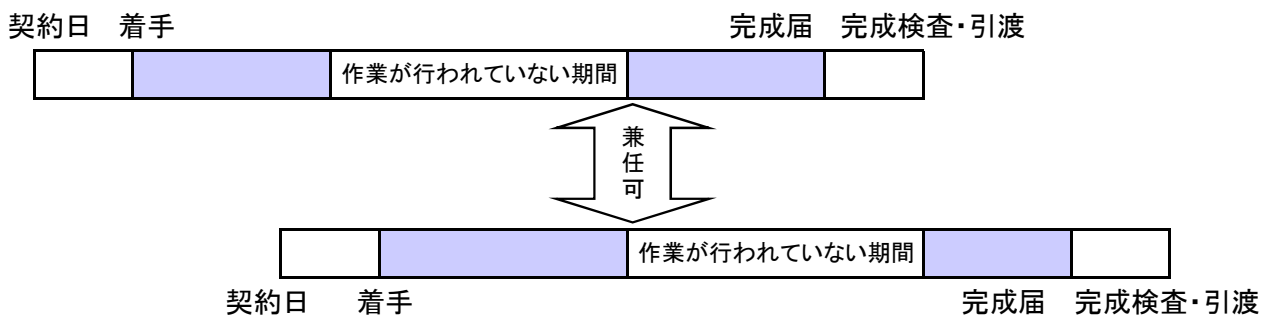 契約日 着手 完成届 完成検査・引渡
作業が行われていない期間
兼任可
作業が行われていない期間
契約日 着手 完成届 完成検査・引渡